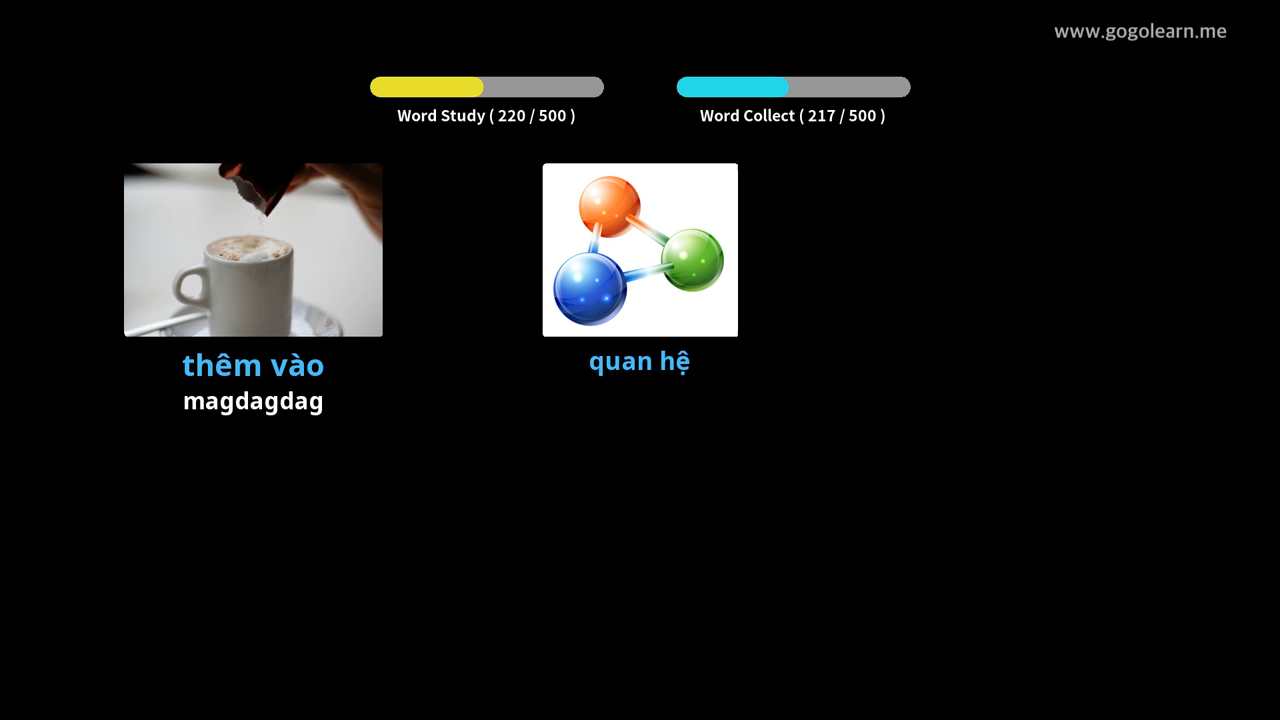 www.gogolearn.me
Word Study ( 220 / 500 )
Word Collect ( 217 / 500 )
thêm vào
magdagdag
quan hệ